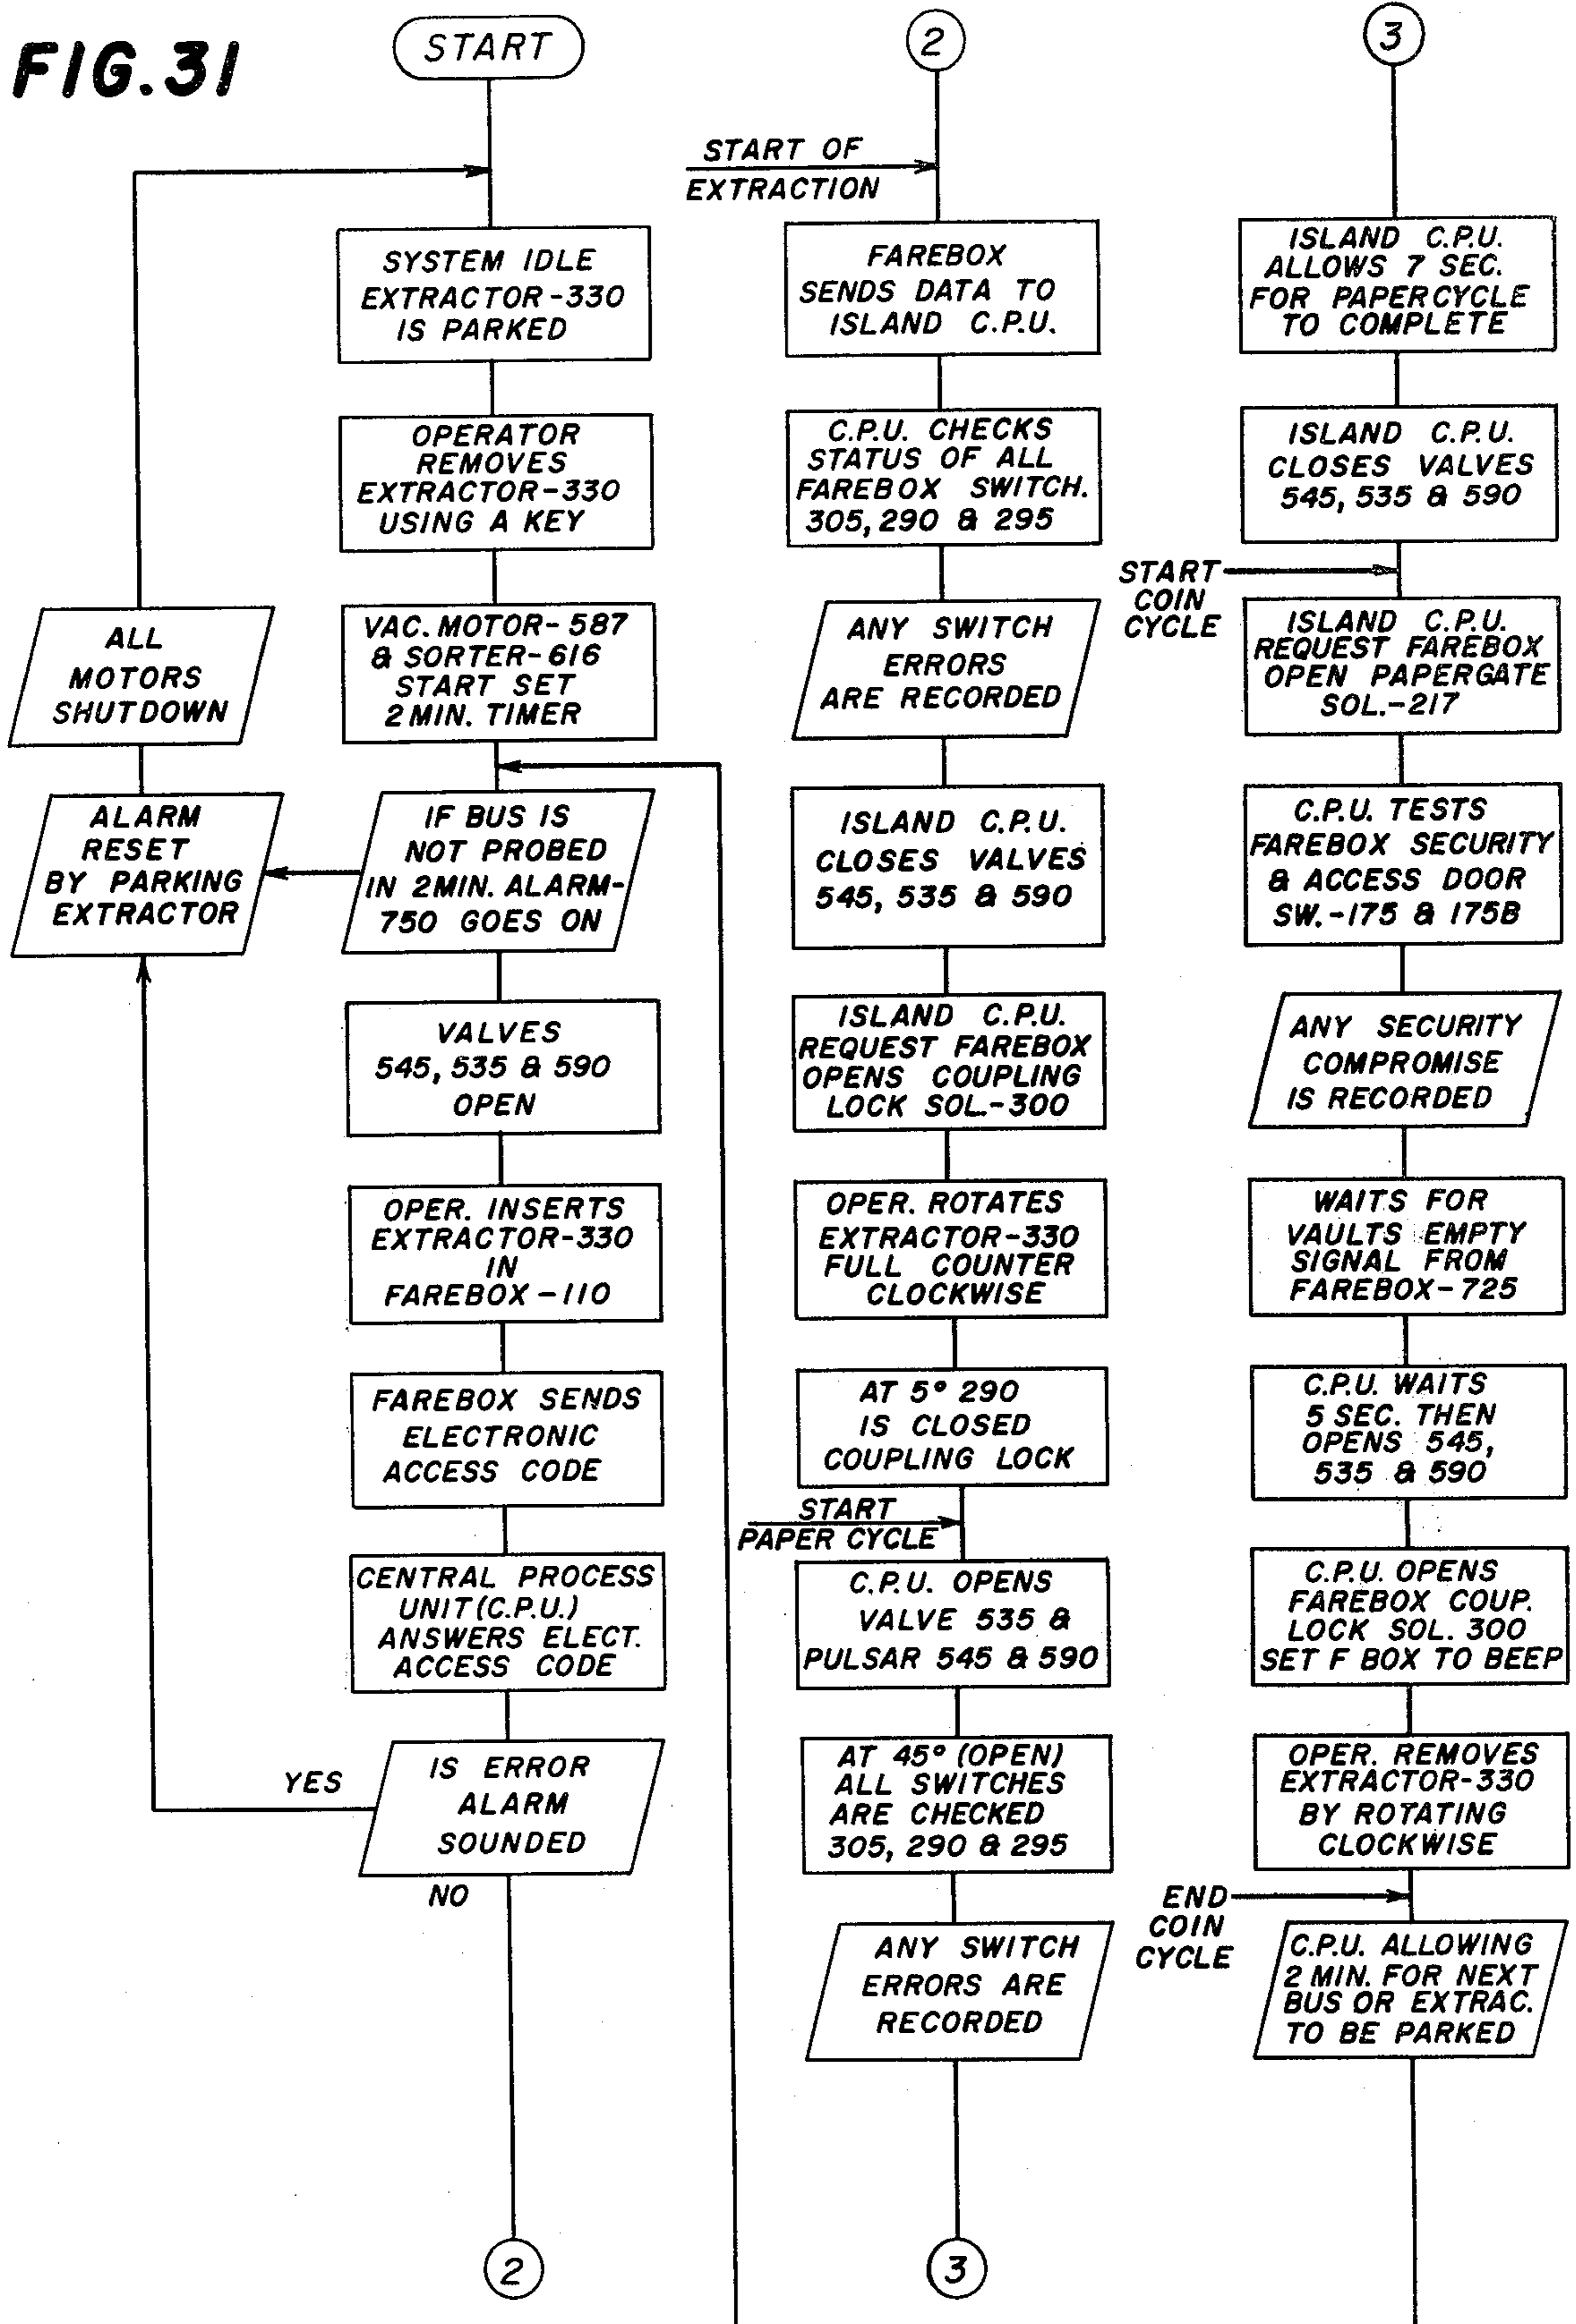 FIG.31
START
SYSTEM IDLE
EXTRACTOR-330
IS PARKED
OPERATOR
REMOVES
EXTRACTOR-330
USING A KEY
VAC. MOTOR-587
& SORTER-616
START SET
2 MIN. TIMER
ALL
MOTORS
SHUTDOWN
ALARM
RESET
BY PARKING
EXTRACTOR
IF BUS IS
NOT PROBED
IN 2MIN. ALARM-
750 GOES ON
VALVES
545, 535 & 590
OPEN
OPER. INSERTS
EXTRACTOR-330
IN
FAREBOX-110
FAREBOX SENDS
ELECTRONIC
ACCESS CODE
CENTRAL PROCESS
UNIT (C.P.U.)
ANSWERS ELECT.
ACCESS CODE
IS ERROR
ALARM
SOUNDED
YES
NO
2
2
START OF
EXTRACTION
FAREBOX
SENDS DATA TO
ISLAND C.P.U.
C.P.U. CHECKS
STATUS OF ALL
FAREBOX SWITCH.
305, 290 & 295
ANY SWITCH
ERRORS
ARE RECORDED
ISLAND C.P.U.
CLOSES VALVES
545, 535 & 590
ISLAND C.P.U.
REQUEST FAREBOX
OPENS COUPLING
LOCK SOL.-300
OPER. ROTATES
EXTRACTOR-330
FULL COUNTER
CLOCKWISE
AT 5° 290
IS CLOSED
COUPLING LOCK
START
PAPER CYCLE
C.P.U. OPENS
VALVE 535 &
PULSAR 545 & 590
AT 45° (OPEN)
ALL SWITCHES
ARE CHECKED
305, 290 & 295
ANY SWITCH
ERRORS ARE
RECORDED
3
3
ISLAND C.P.U.
ALLOWS 7 SEC.
FOR PAPERCYCLE
TO COMPLETE
ISLAND C.P.U.
CLOSES VALVES
545, 535 & 590
START
COIN
CYCLE
ISLAND C.P.U.
REQUEST FAREBOX
OPEN PAPERGATE
SOL.-217
C.P.U. TESTS
FAREBOX SECURITY
& ACCESS DOOR
SW.-175 & 175B
ANY SECURITY
COMPROMISE
IS RECORDED
WAITS FOR
VAULTS EMPTY
SIGNAL FROM
FAREBOX-725
C.P.U. WAITS
5 SEC. THEN
OPENS 545,
535 & 590
C.P.U. OPENS
FAREBOX COUP.
LOCK SOL. 300
SET F BOX TO BEEP
OPER. REMOVES
EXTRACTOR-330
BY ROTATING
CLOCKWISE
END
COIN
CYCLE
C.P.U. ALLOWING
2 MIN. FOR NEXT
BUS OR EXTRAC.
TO BE PARKED